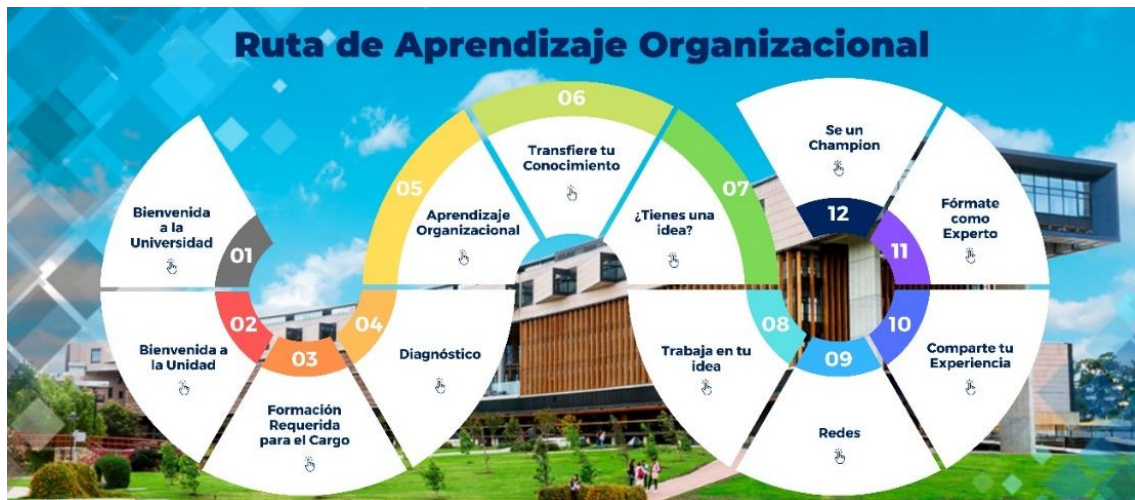 Ruta de Aprendizaje Organizacional
01
Bienvenida
a la
Universidad
02
Bienvenida a
la Unidad
03
Formación
Requerida
para el Cargo
04
Diagnóstico
05
Aprendizaje
Organizacional
06
Transfiere tu
Conocimiento
07
¿Tienes una
idea?
08
Trabaja en tu
idea
09
Redes
10
Comparte tu
Experiencia
11
Fórmate
como
Experto
12
Se un
Champion